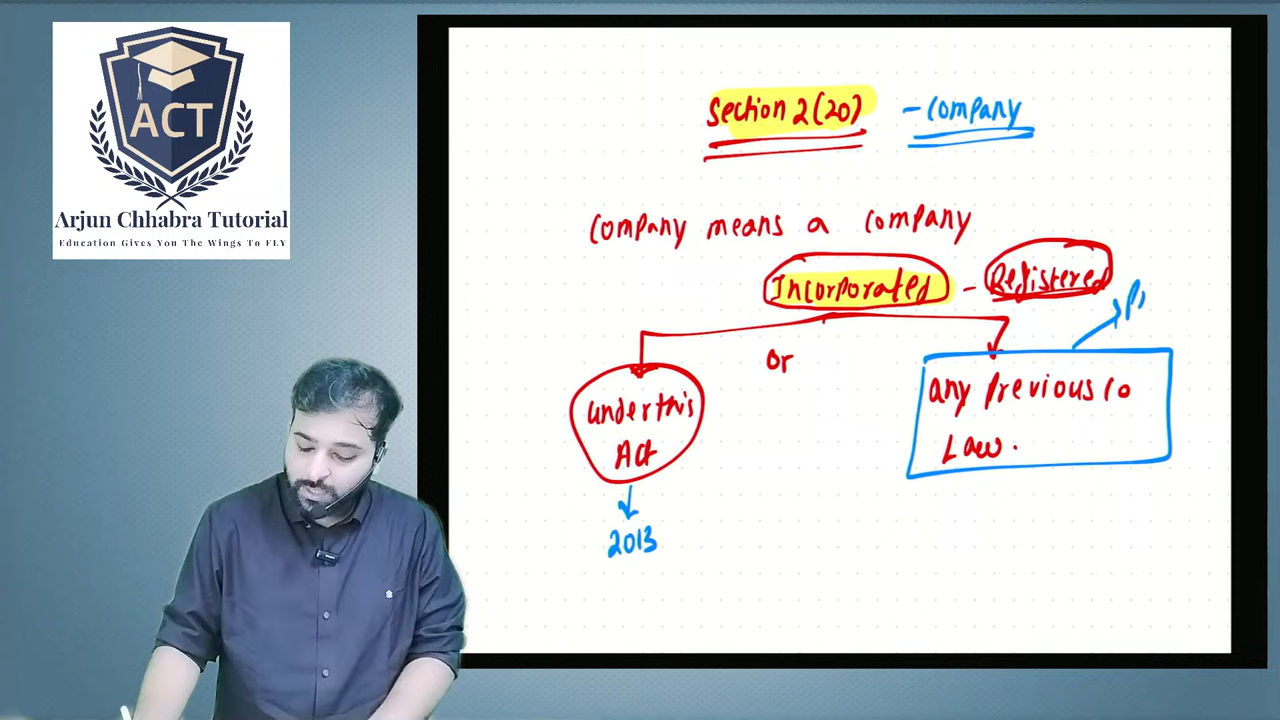 ACT
Arjun Chhabra Tutorial
Education Gives You The Wings To FLY
Section 2(20) - Company
Company means a company
Incorporated - Registered
or
under this
Act
any Previous Co
Law.
2013